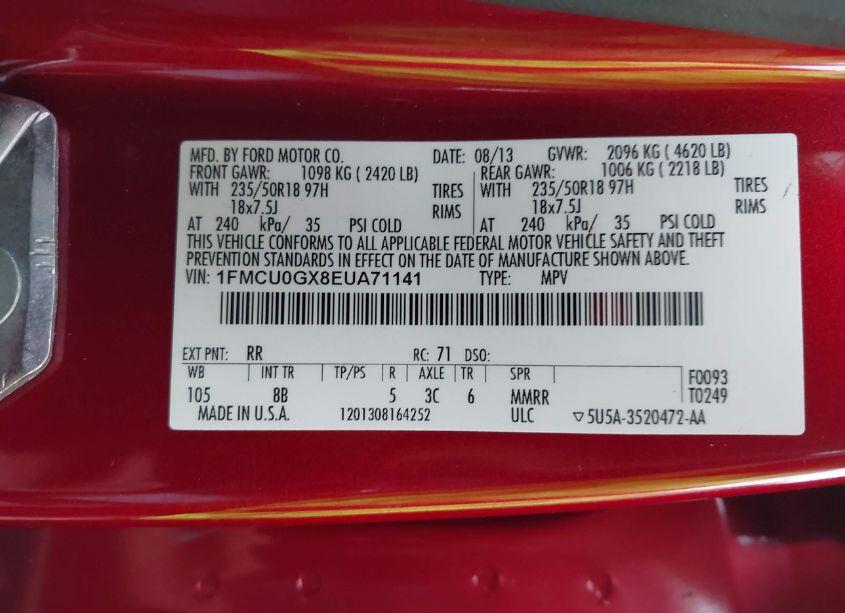 MFD. BY FORD MOTOR CO. DATE: 08/13 GVWR: 2096 KG ( 4620 LB)
FRONT GAWR: 1098 KG ( 2420 LB) REAR GAWR: 1006 KG ( 2218 LB)
WITH 235/50R18 97H TIRES WITH 235/50R18 97H TIRES
18x7.5J RIMS 18x7.5J RIMS
AT 240 kPa/ 35 PSI COLD AT 240 kPa/ 35 PSI COLD
THIS VEHICLE CONFORMS TO ALL APPLICABLE FEDERAL MOTOR VEHICLE SAFETY AND THEFT
PREVENTION STANDARDS IN EFFECT ON THE DATE OF MANUFACTURE SHOWN ABOVE.
VIN: 1FMCU0GX8EUA71141 TYPE: MPV
EXT PNT: RR RC: 71 DSO:
WB INT TR TP/PS R AXLE TR SPR F0093
105 8B 5 3C 6 MMRR T0249
MADE IN U.S.A. 1201308164252 ULC ▽5U5A-3520472-AA